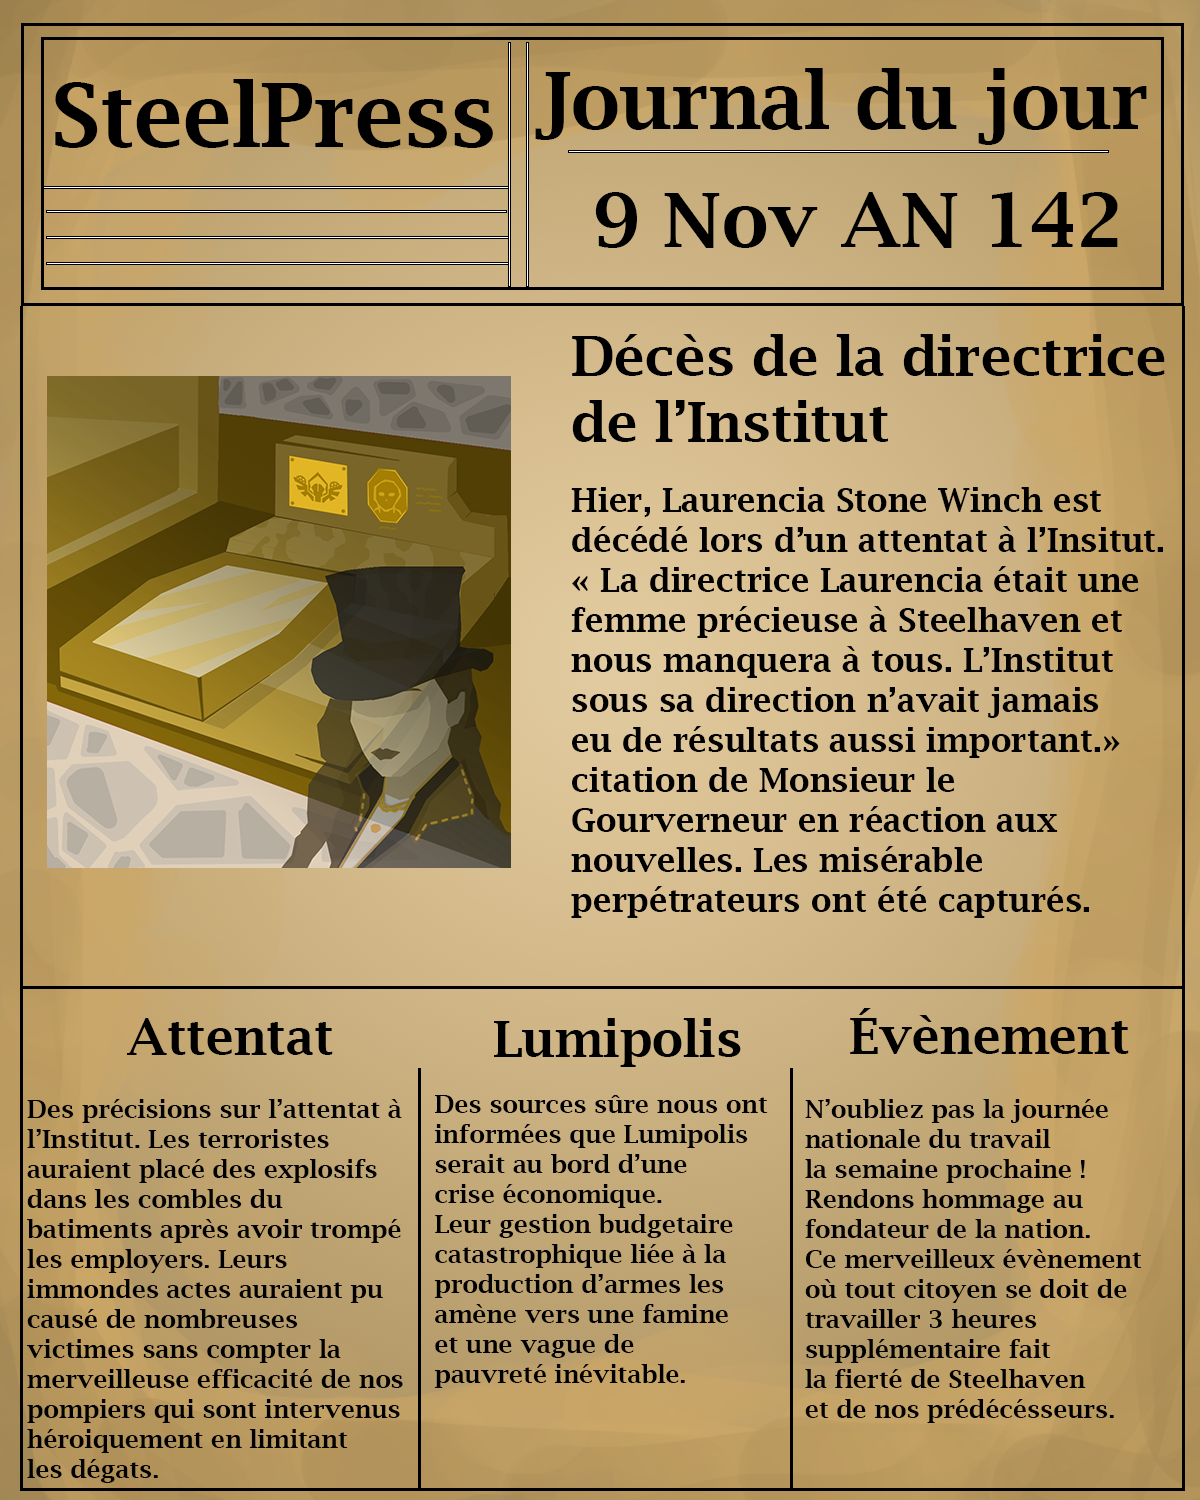 SteelPress
Journal du jour
9 Nov AN 142
Décès de la directrice
de l’Institut
Hier, Laurencia Stone Winch est
décédé lors d’un attentat à l’Insitut.
« La directrice Laurencia était une
femme précieuse à Steelhaven et
nous manquera à tous. L’Institut
sous sa direction n’avait jamais
eu de résultats aussi important.»
citation de Monsieur le
Gourverneur en réaction aux
nouvelles. Les misérable
perpétrateurs ont été capturés.
Attentat
Des précisions sur l’attentat à
l’Institut. Les terroristes
auraient placé des explosifs
dans les combles du
batiments après avoir trompé
les employers. Leurs
immondes actes auraient pu
causé de nombreuses
victimes sans compter la
merveilleuse efficacité de nos
pompiers qui sont intervenus
héroiquement en limitant
les dégats.
Lumipolis
Des sources sûre nous ont
informées que Lumipolis
serait au bord d’une
crise économique.
Leur gestion budgetaire
catastrophique liée à la
production d’armes les
amène vers une famine
et une vague de
pauvreté inévitable.
Évènement
N’oubliez pas la journée
nationale du travail
la semaine prochaine !
Rendons hommage au
fondateur de la nation.
Ce merveilleux évènement
où tout citoyen se doit de
travailler 3 heures
supplémentaire fait
la fierté de Steelhaven
et de nos prédécésseurs.